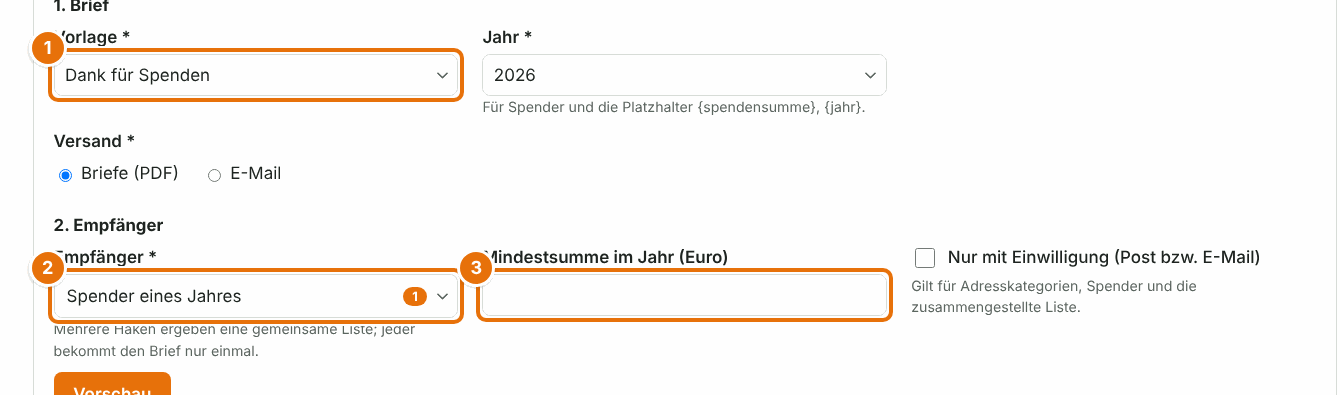 1. Brief
1
Vorlage *
Jahr *
Dank für Spenden
2026
Für Spender und die Platzhalter {spendensumme}, {jahr}.
Versand *
Briefe (PDF)
E-Mail
2. Empfänger
2
Empfänger *
3
Mindestsumme im Jahr (Euro)
Nur mit Einwilligung (Post bzw. E-Mail)
Spender eines Jahres
1
Gilt für Adresskategorien, Spender und die
zusammengestellte Liste.
Mehrere Haken ergeben eine gemeinsame Liste; jeder
bekommt den Brief nur einmal.
Vorschau